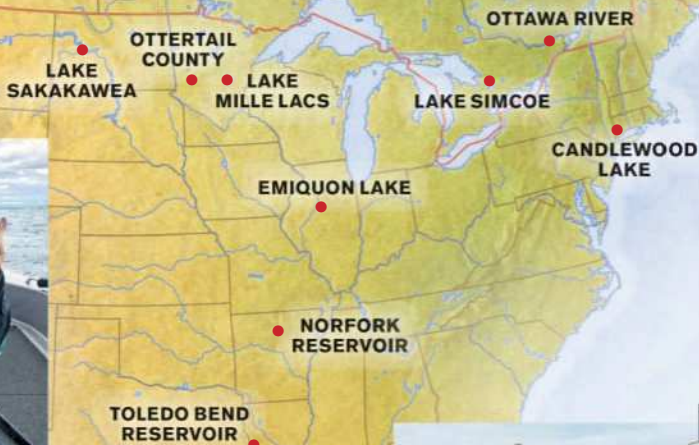 OTTAWA RIVER
OTTERTAIL
COUNTY
LAKE
SAKAKAWEA
LAKE
MILLE LACS
LAKE SIMCOE
CANDLEWOOD
LAKE
EMIQUON LAKE
NORFORK
RESERVOIR
TOLEDO BEND
RESERVOIR